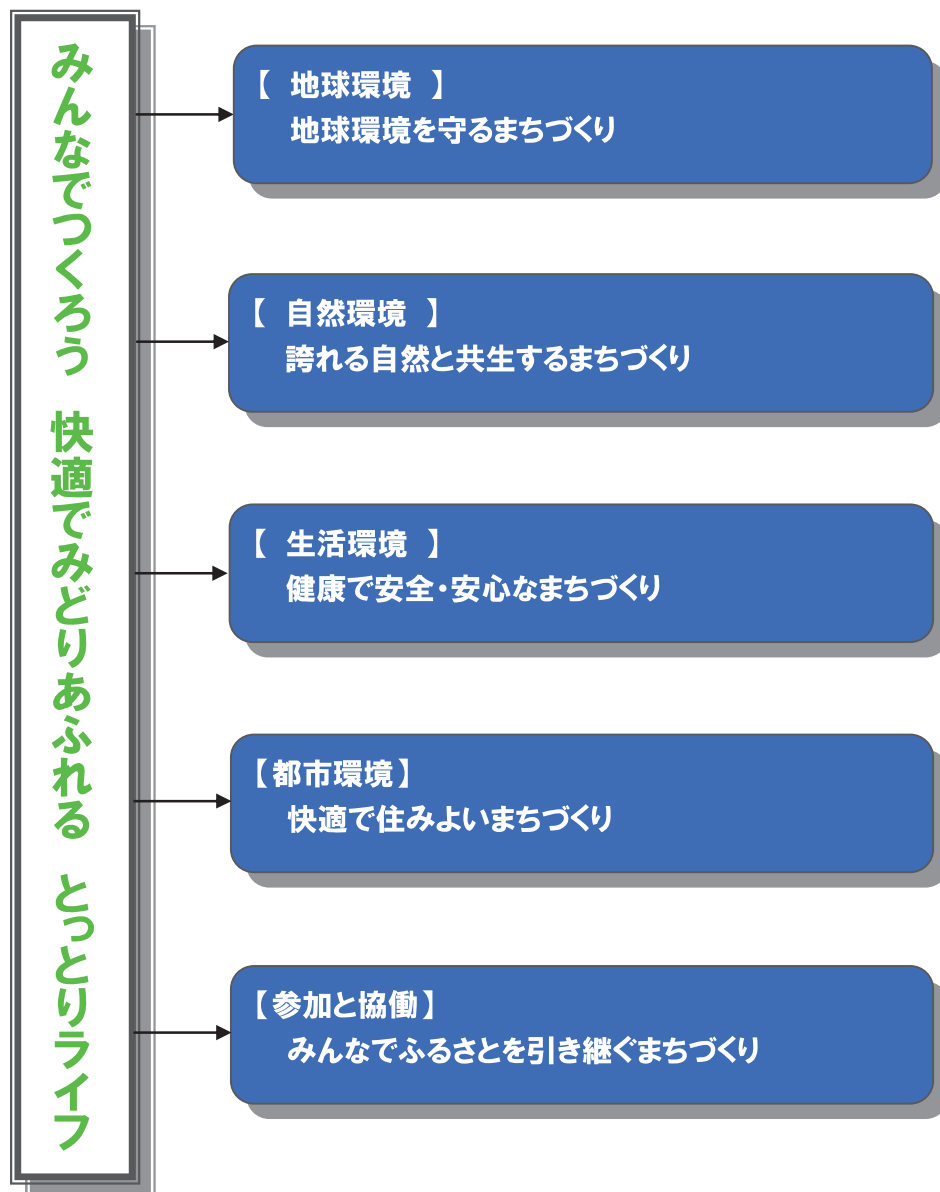 みんなでつくろう　快適でみどりあふれる　とっとりライフ
【　地球環境　】
地球環境を守るまちづくり
【　自然環境　】
誇れる自然と共生するまちづくり
【　生活環境　】
健康で安全・安心なまちづくり
【都市環境】
快適で住みよいまちづくり
【参加と協働】
みんなでふるさとを引き継ぐまちづくり